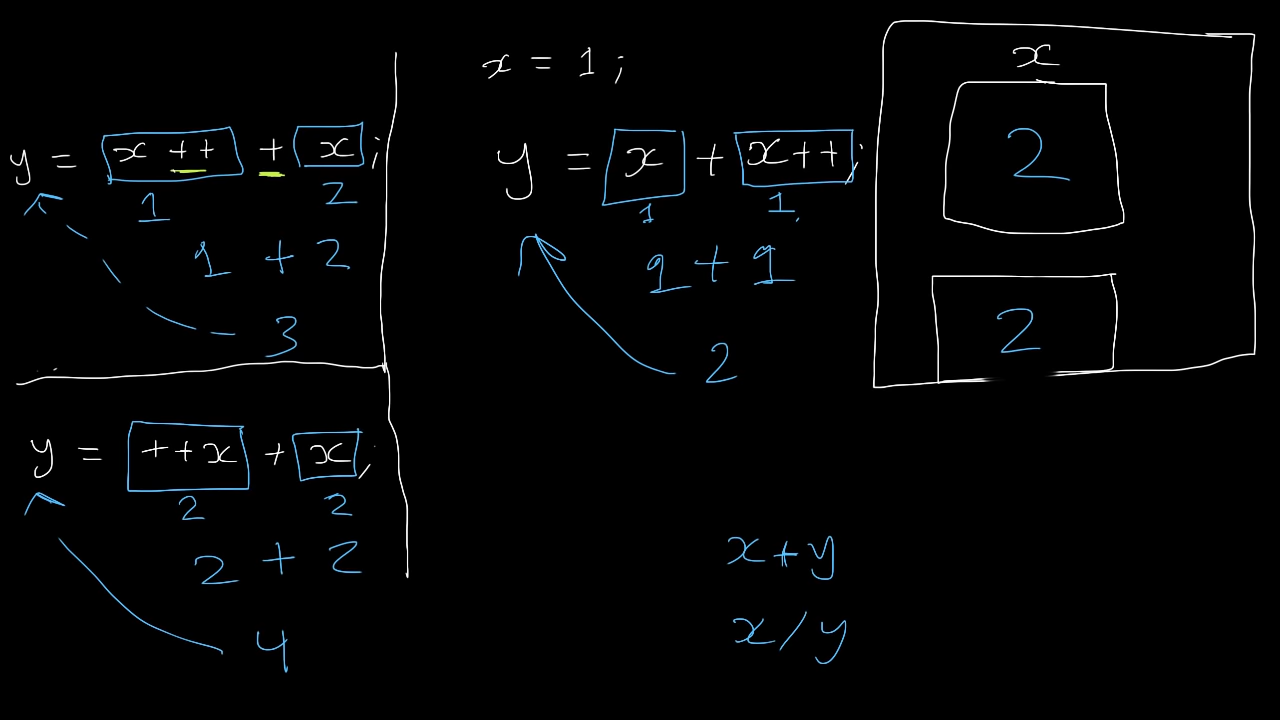 y = x++ + x;
1 2
1 + 2
3
y = ++x + x;
2 2
2 + 2
4
x = 1;
y = x + x++;
1 1
1 + 1
2
x
2
2
x+y
x/y